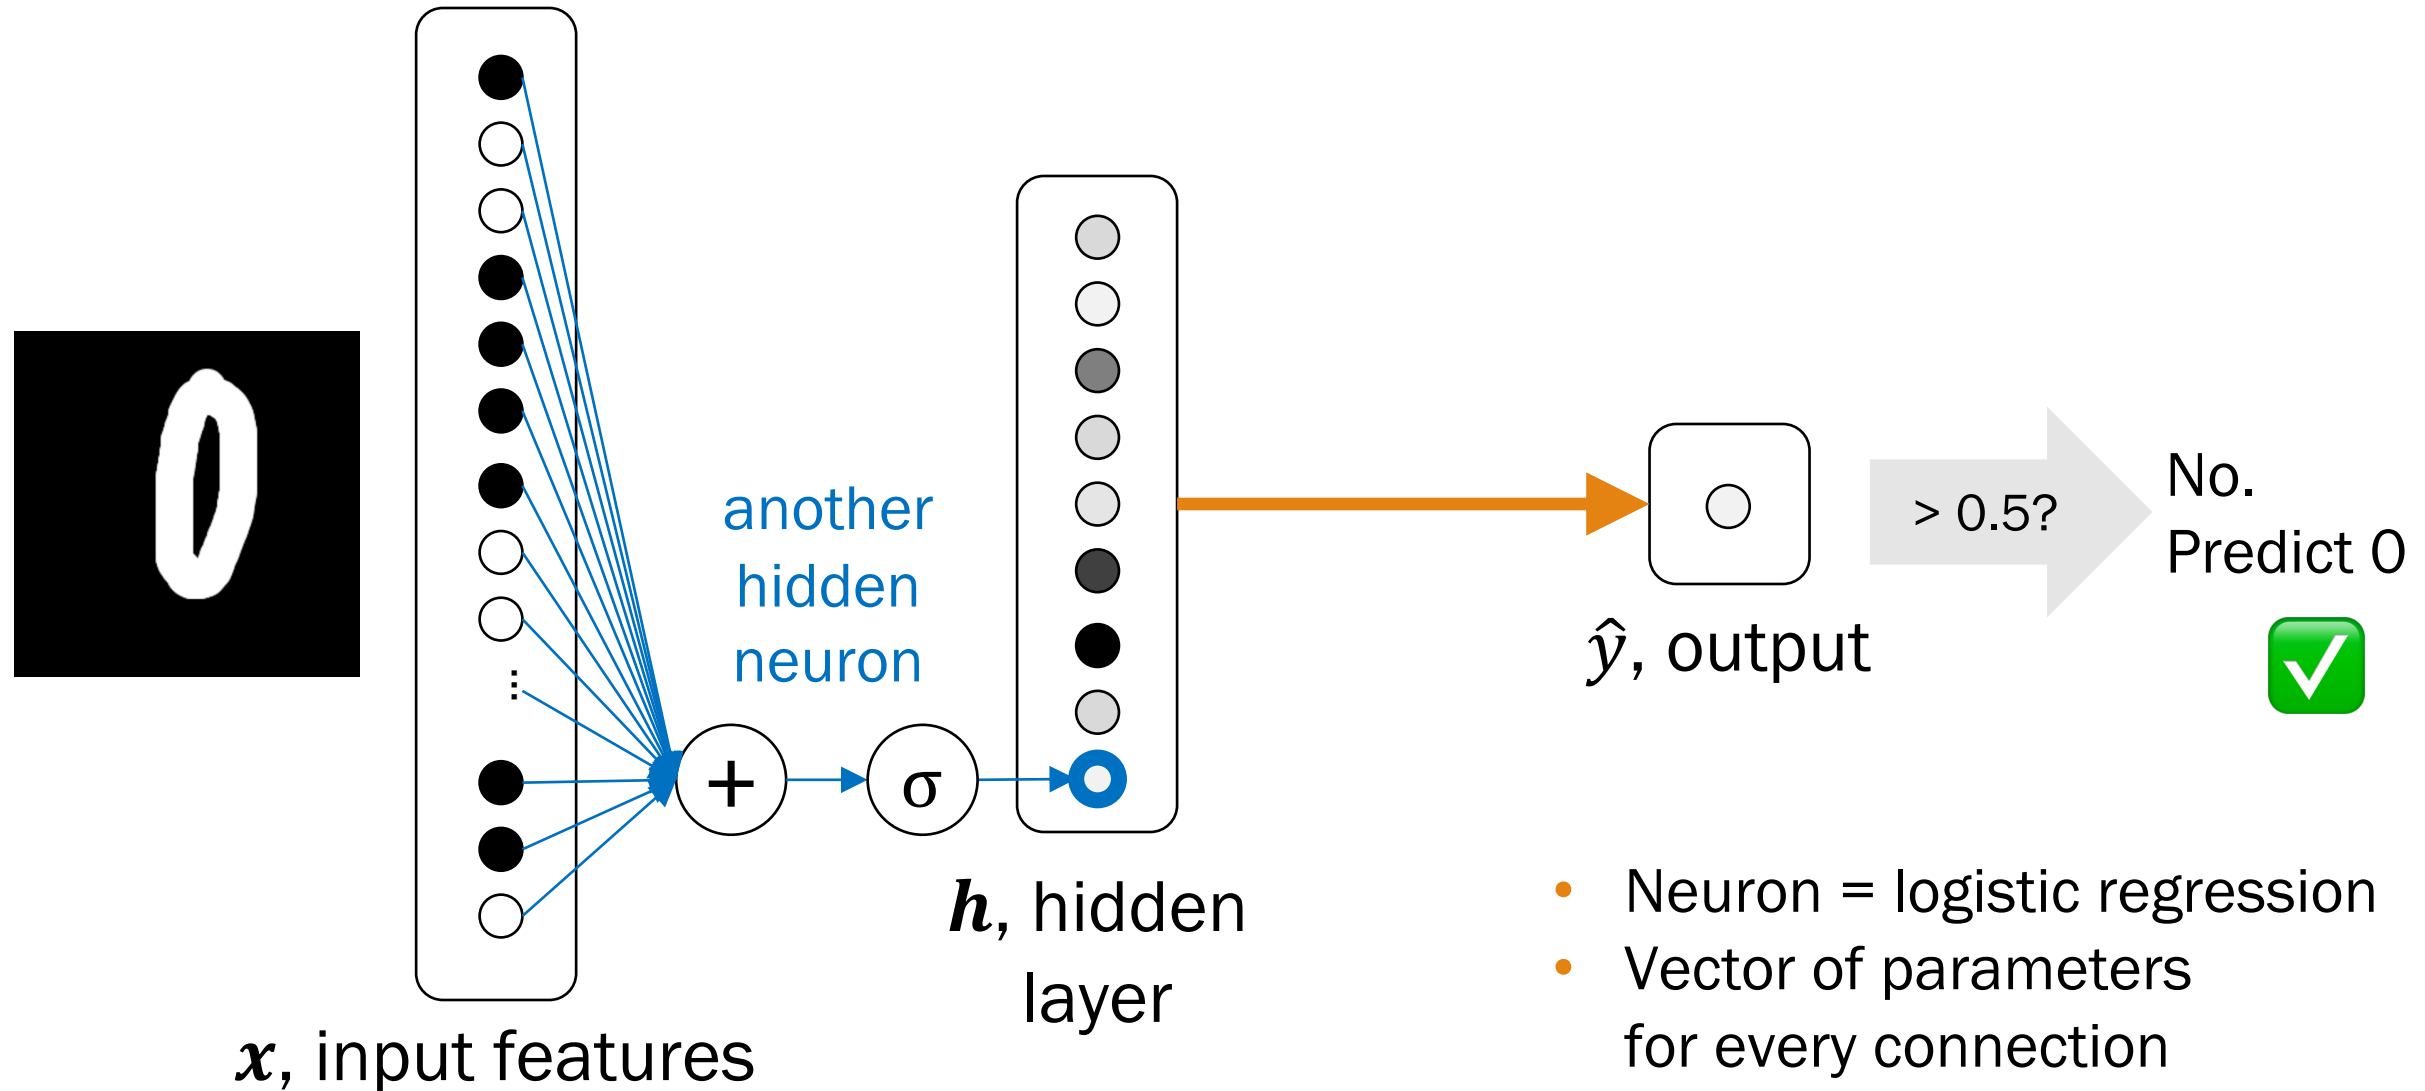 another
hidden
neuron
+
σ
> 0.5?
No.
Predict 0
ŷ, output
h, hidden
layer
x, input features
• Neuron = logistic regression
• Vector of parameters
for every connection